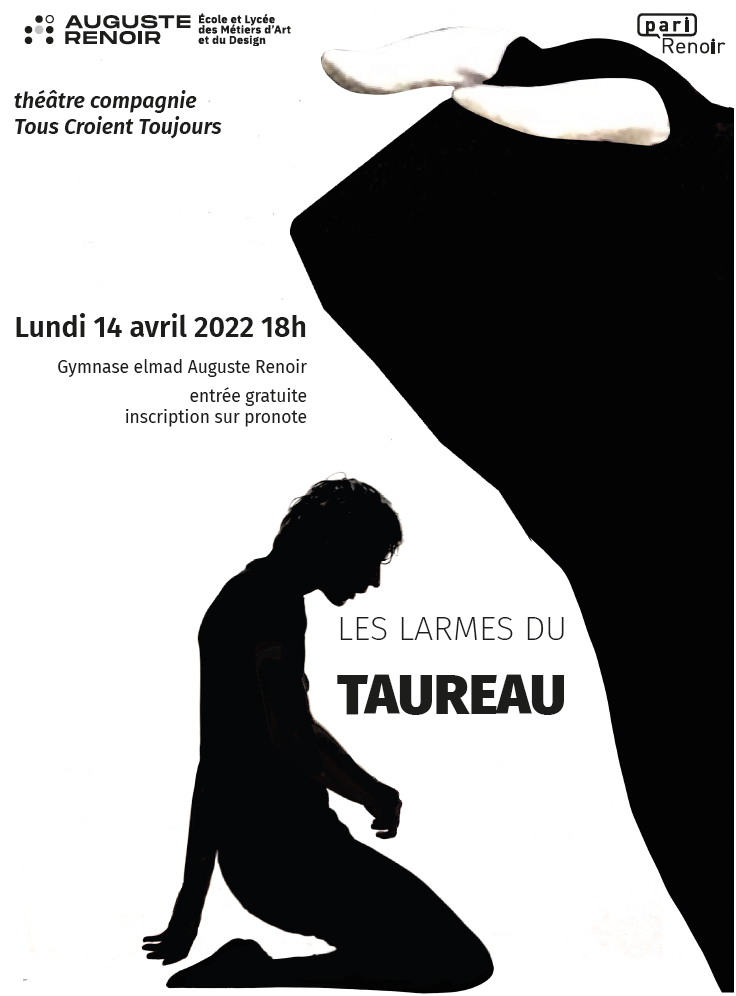 AUGUSTE
RENOIR
École et Lycée
des Métiers d'Art
et du Design
pari
Renoir
théâtre compagnie
Tous Croient Toujours
Lundi 14 avril 2022 18h
Gymnase elmad Auguste Renoir
entrée gratuite
inscription sur pronote
LES LARMES DU
TAUREAU